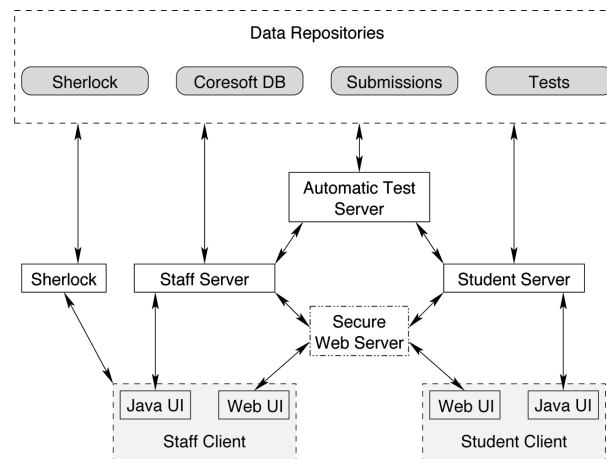 Data Repositories
Sherlock
Coresoft DB
Submissions
Tests
Automatic Test
Server
Sherlock
Staff Server
Student Server
Secure
Web Server
Java UI
Web UI
Web UI
Java UI
Staff Client
Student Client